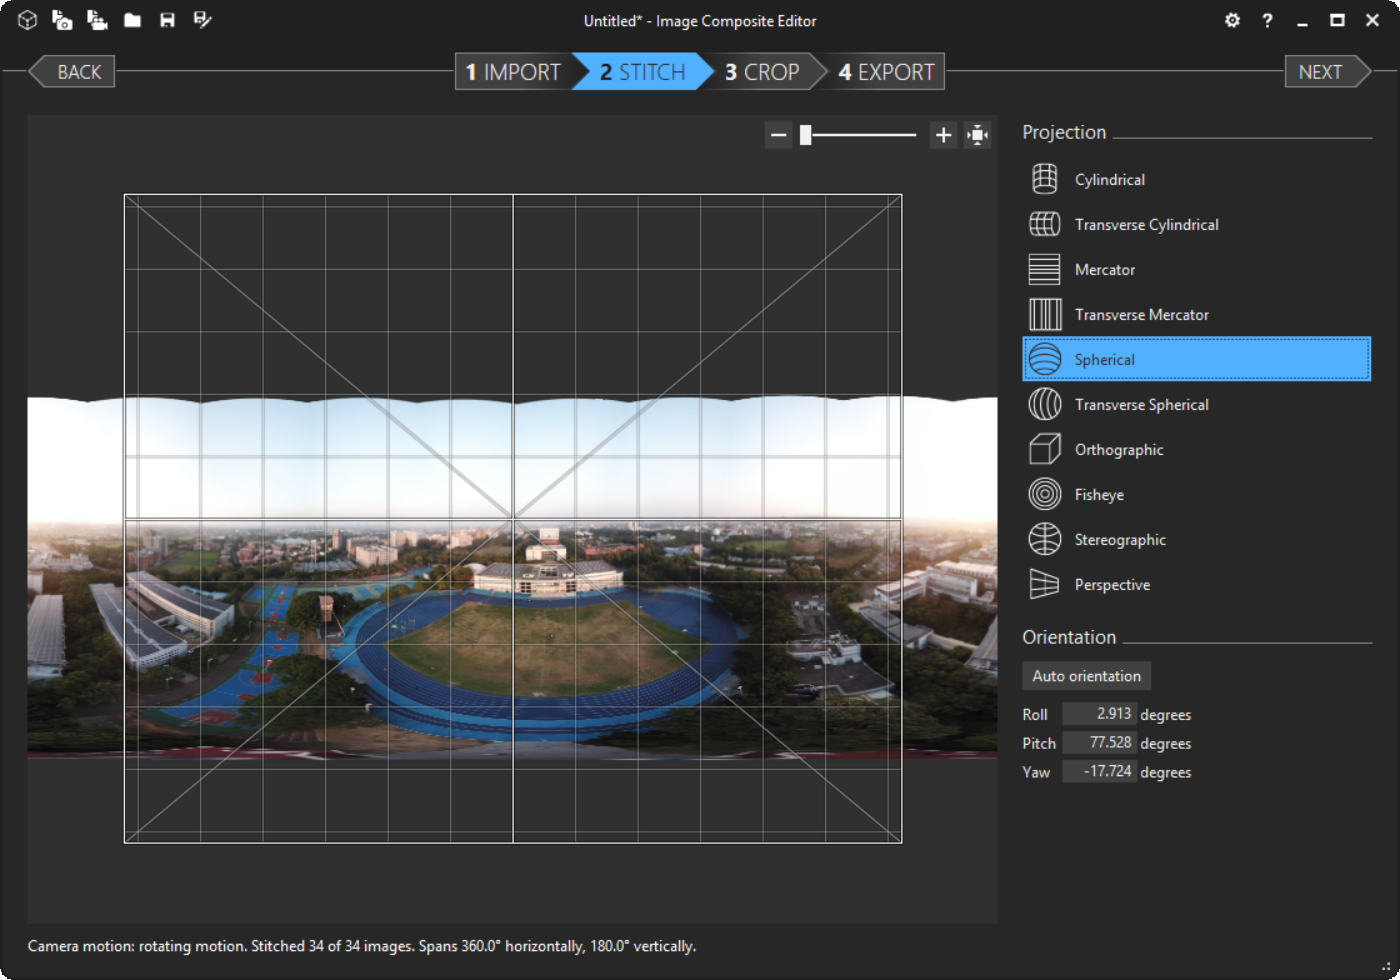 Untitled* - Image Composite Editor
BACK
1 IMPORT
2 STITCH
3 CROP
4 EXPORT
NEXT
Projection
Cylindrical
Transverse Cylindrical
Mercator
Transverse Mercator
Spherical
Transverse Spherical
Orthographic
Fisheye
Stereographic
Perspective
Orientation
Auto orientation
Roll 2.913 degrees
Pitch 77.528 degrees
Yaw -17.724 degrees
Camera motion: rotating motion. Stitched 34 of 34 images. Spans 360.0° horizontally, 180.0° vertically.